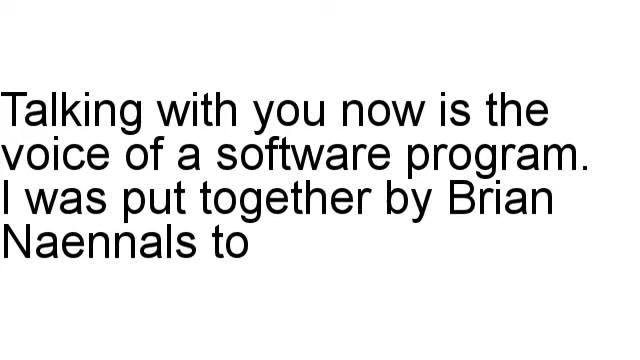 Talking with you now is the
voice of a software program.
I was put together by Brian
Naennals to